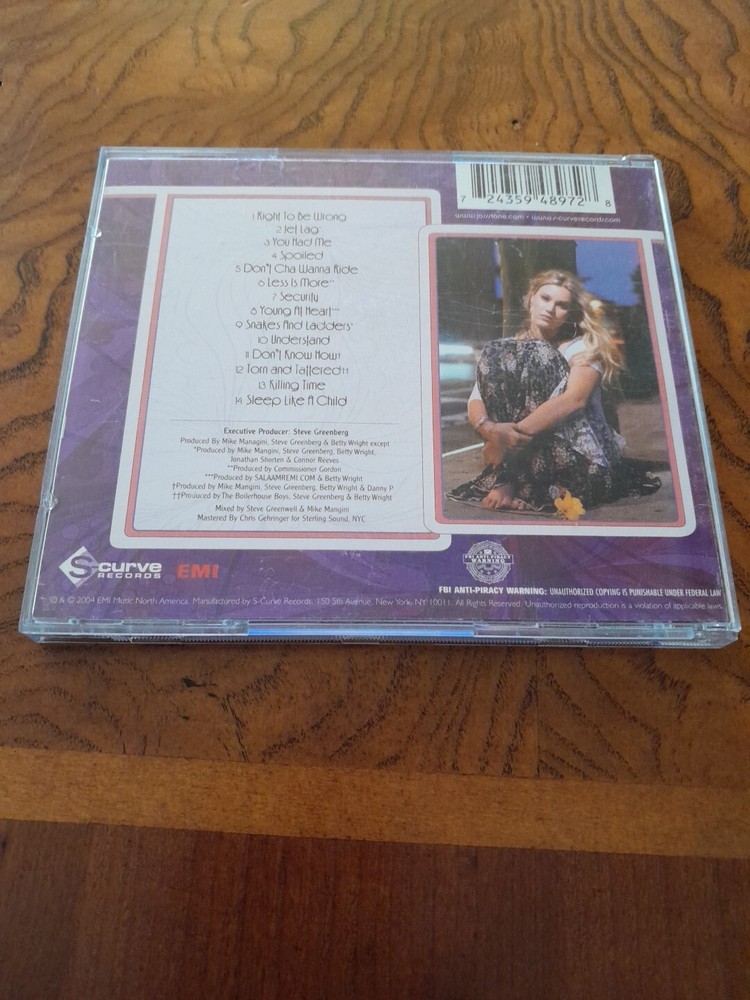 7 24359 48972 8
www.jossstone.com • www.s-curverecords.com
1 Right To Be Wrong
2 Jet Lag*
3 You Had Me
4 Spoiled
5 Don't Cha Wanna Ride
6 Less Is More**
7 Security
8 Young At Heart***
9 Snakes And Ladders*
10 Understand
11 Don't Know How†
12 Torn and Tattered††
13 Killing Time
14 Sleep Like A Child
Executive Producer: Steve Greenberg
Produced By Mike Mangini, Steve Greenberg & Betty Wright except
*Produced by Mike Mangini, Steve Greenberg, Betty Wright,
Jonathan Shorten & Connor Reeves
**Produced by Commissioner Gordon
***Produced by SALAAMREMI.COM & Betty Wright
†Produced by Mike Mangini, Steve Greenberg, Betty Wright & Danny P
††Produced by The Boilerhouse Boys, Steve Greenberg & Betty Wright
Mixed by Steve Greenwell & Mike Mangini
Mastered By Chris Gehringer for Sterling Sound, NYC
S-curve
RECORDS
EMI
FBI ANTI-PIRACY
WARNING
FBI ANTI-PIRACY WARNING: UNAUTHORIZED COPYING IS PUNISHABLE UNDER FEDERAL LAW
℗ & © 2004 EMI Music North America. Manufactured by S-Curve Records. 150 5th Avenue, New York, NY 10011. All Rights Reserved. Unauthorized reproduction is a violation of applicable laws.